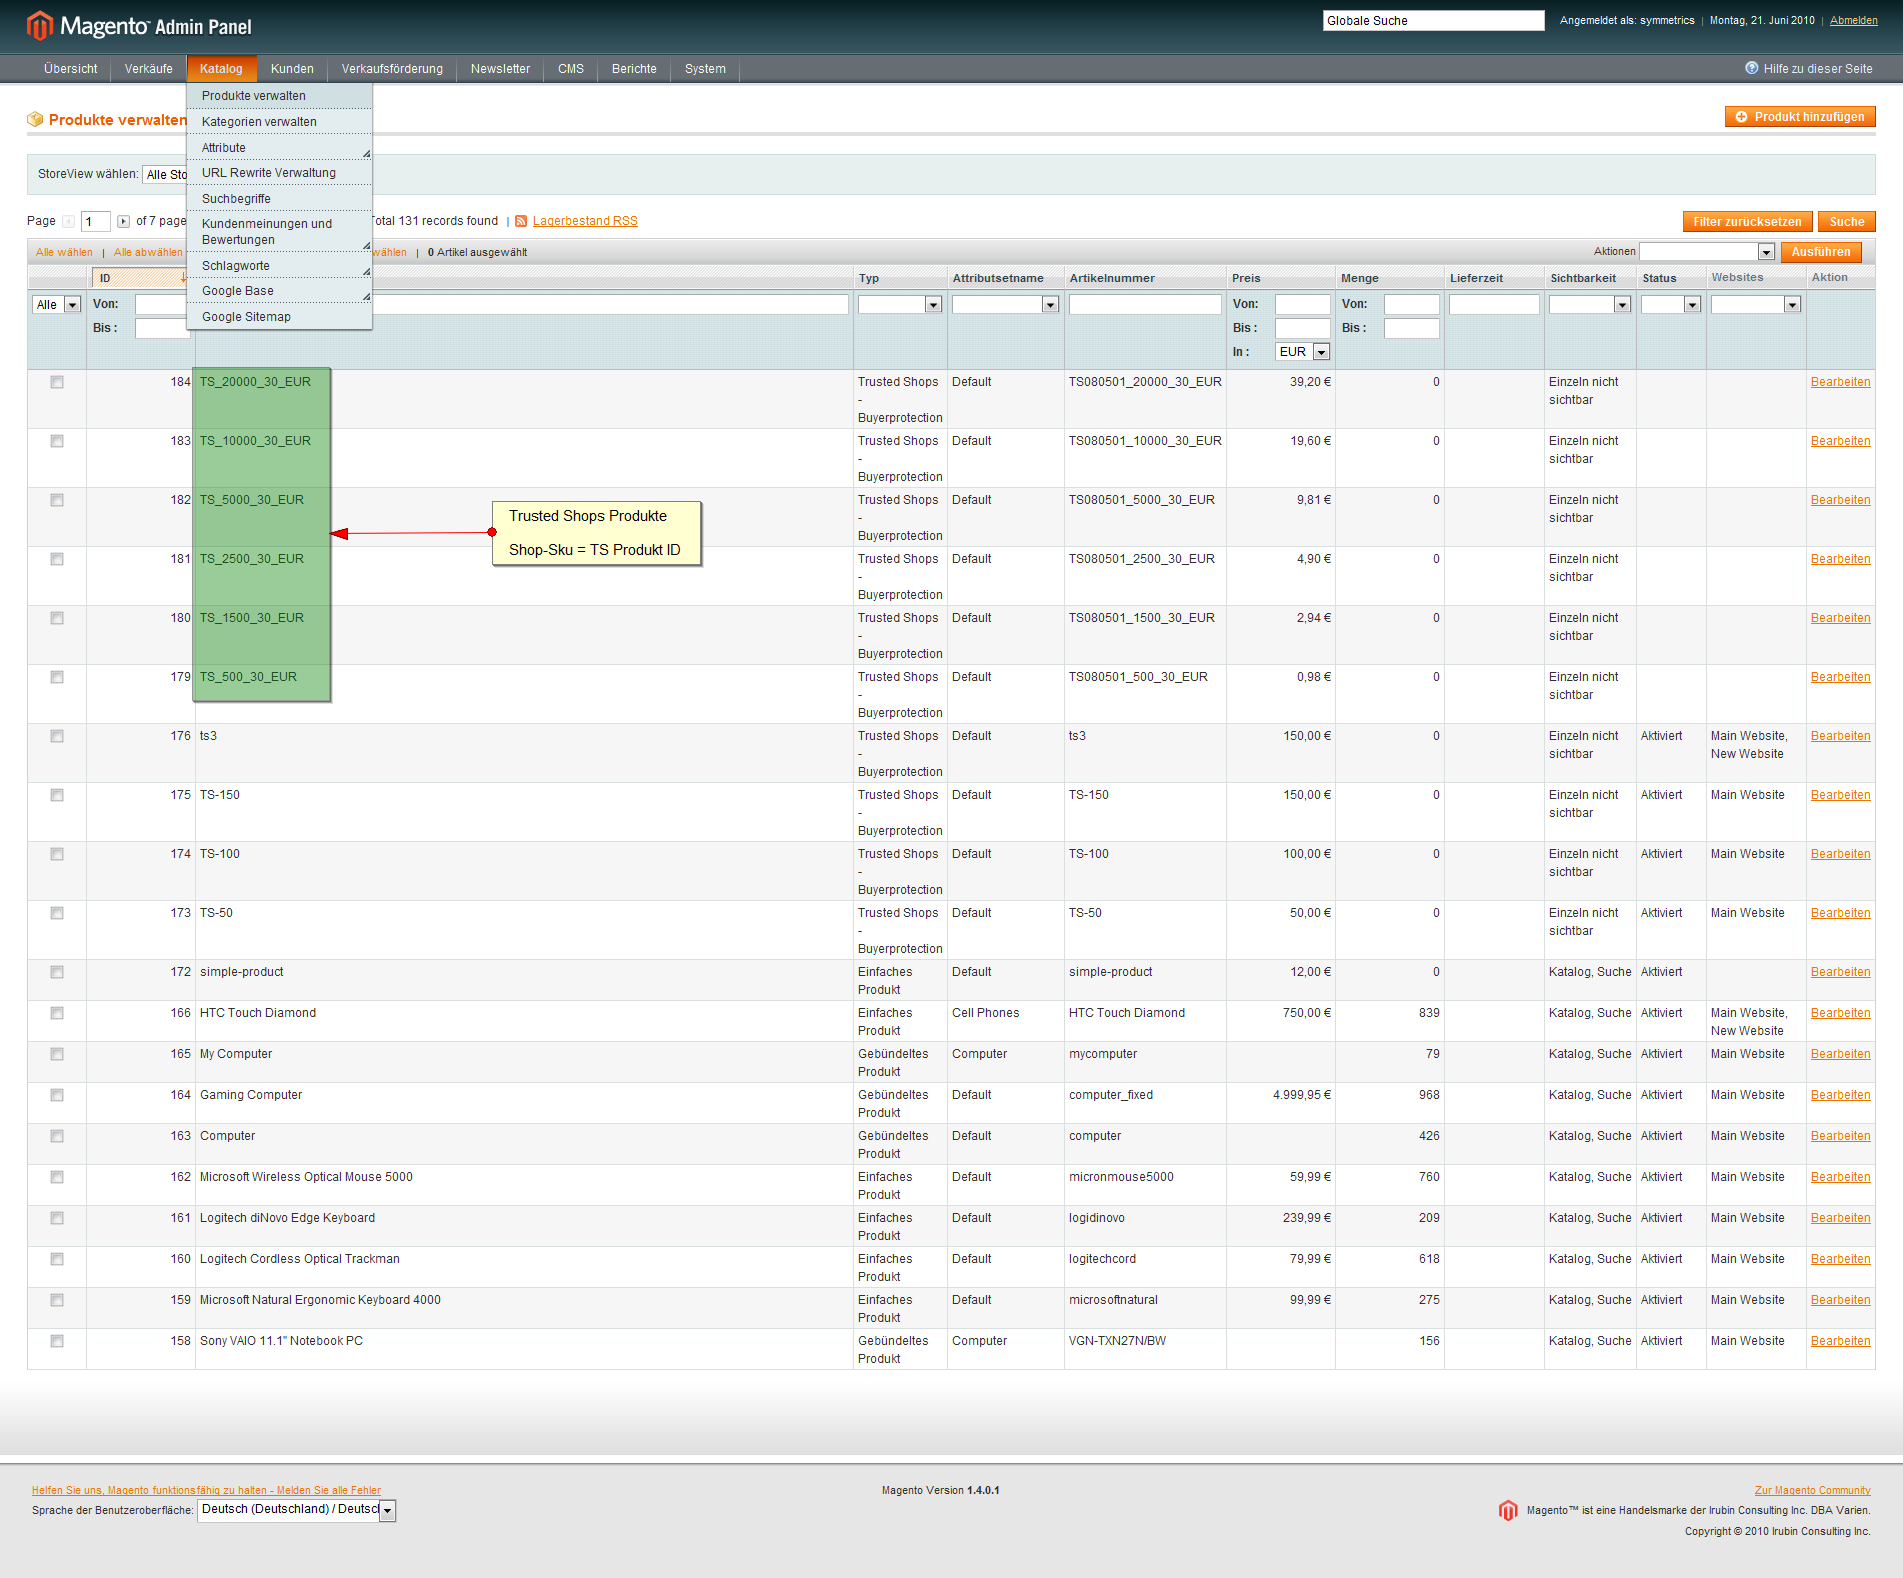 Magento™ Admin Panel
Globale Suche
Angemeldet als: symmetrics | Montag, 21. Juni 2010 | Abmelden
Übersicht Verkäufe Katalog Kunden Verkaufsförderung Newsletter CMS Berichte System
Hilfe zu dieser Seite
Produkte verwalten
Kategorien verwalten
Attribute
URL Rewrite Verwaltung
Suchbegriffe
Kundenmeinungen und
Bewertungen
Schlagworte
Google Base
Google Sitemap
Produkte verwalten
Produkt hinzufügen
StoreView wählen: Alle Sto
Page 1 of 7 page
otal 131 records found | Lagerbestand RSS
Filter zurücksetzen Suche
Alle wählen | Alle abwählen
wählen | 0 Artikel ausgewählt
Aktionen Ausführen
ID Typ Attributsetname Artikelnummer Preis Menge Lieferzeit Sichtbarkeit Status Websites Aktion
Alle Von: Von: Von:
Bis : Bis : Bis :
In : EUR
184 TS_20000_30_EUR Trusted Shops Default TS080501_20000_30_EUR 39,20 € 0 Einzeln nicht Bearbeiten
- sichtbar
Buyerprotection
183 TS_10000_30_EUR Trusted Shops Default TS080501_10000_30_EUR 19,60 € 0 Einzeln nicht Bearbeiten
- sichtbar
Buyerprotection
182 TS_5000_30_EUR Trusted Shops Default TS080501_5000_30_EUR 9,81 € 0 Einzeln nicht Bearbeiten
- sichtbar
Buyerprotection
Trusted Shops Produkte
Shop-Sku = TS Produkt ID
181 TS_2500_30_EUR Trusted Shops Default TS080501_2500_30_EUR 4,90 € 0 Einzeln nicht Bearbeiten
- sichtbar
Buyerprotection
180 TS_1500_30_EUR Trusted Shops Default TS080501_1500_30_EUR 2,94 € 0 Einzeln nicht Bearbeiten
- sichtbar
Buyerprotection
179 TS_500_30_EUR Trusted Shops Default TS080501_500_30_EUR 0,98 € 0 Einzeln nicht Bearbeiten
- sichtbar
Buyerprotection
176 ts3 Trusted Shops Default ts3 150,00 € 0 Einzeln nicht Aktiviert Main Website, Bearbeiten
- sichtbar New Website
Buyerprotection
175 TS-150 Trusted Shops Default TS-150 150,00 € 0 Einzeln nicht Aktiviert Main Website Bearbeiten
- sichtbar
Buyerprotection
174 TS-100 Trusted Shops Default TS-100 100,00 € 0 Einzeln nicht Aktiviert Main Website Bearbeiten
- sichtbar
Buyerprotection
173 TS-50 Trusted Shops Default TS-50 50,00 € 0 Einzeln nicht Aktiviert Main Website Bearbeiten
- sichtbar
Buyerprotection
172 simple-product Einfaches Default simple-product 12,00 € 0 Katalog, Suche Aktiviert Bearbeiten
Produkt
166 HTC Touch Diamond Einfaches Cell Phones HTC Touch Diamond 750,00 € 839 Katalog, Suche Aktiviert Main Website, Bearbeiten
Produkt New Website
165 My Computer Gebündeltes Computer mycomputer 79 Katalog, Suche Aktiviert Main Website Bearbeiten
Produkt
164 Gaming Computer Gebündeltes Default computer_fixed 4.999,95 € 968 Katalog, Suche Aktiviert Main Website Bearbeiten
Produkt
163 Computer Gebündeltes Default computer 426 Katalog, Suche Aktiviert Main Website Bearbeiten
Produkt
162 Microsoft Wireless Optical Mouse 5000 Einfaches Default micronmouse5000 59,99 € 760 Katalog, Suche Aktiviert Main Website Bearbeiten
Produkt
161 Logitech diNovo Edge Keyboard Einfaches Default logidinovo 239,99 € 209 Katalog, Suche Aktiviert Main Website Bearbeiten
Produkt
160 Logitech Cordless Optical Trackman Einfaches Default logitechcord 79,99 € 618 Katalog, Suche Aktiviert Main Website Bearbeiten
Produkt
159 Microsoft Natural Ergonomic Keyboard 4000 Einfaches Default microsoftnatural 99,99 € 275 Katalog, Suche Aktiviert Main Website Bearbeiten
Produkt
158 Sony VAIO 11.1" Notebook PC Gebündeltes Computer VGN-TXN27N/BW 156 Katalog, Suche Aktiviert Main Website Bearbeiten
Produkt
Helfen Sie uns, Magento funktionsfähig zu halten - Melden Sie alle Fehler
Sprache der Benutzeroberfläche: Deutsch (Deutschland) / Deutscl
Magento Version 1.4.0.1
Zur Magento Community
Magento™ ist eine Handelsmarke der Irubin Consulting Inc. DBA Varien.
Copyright © 2010 Irubin Consulting Inc.